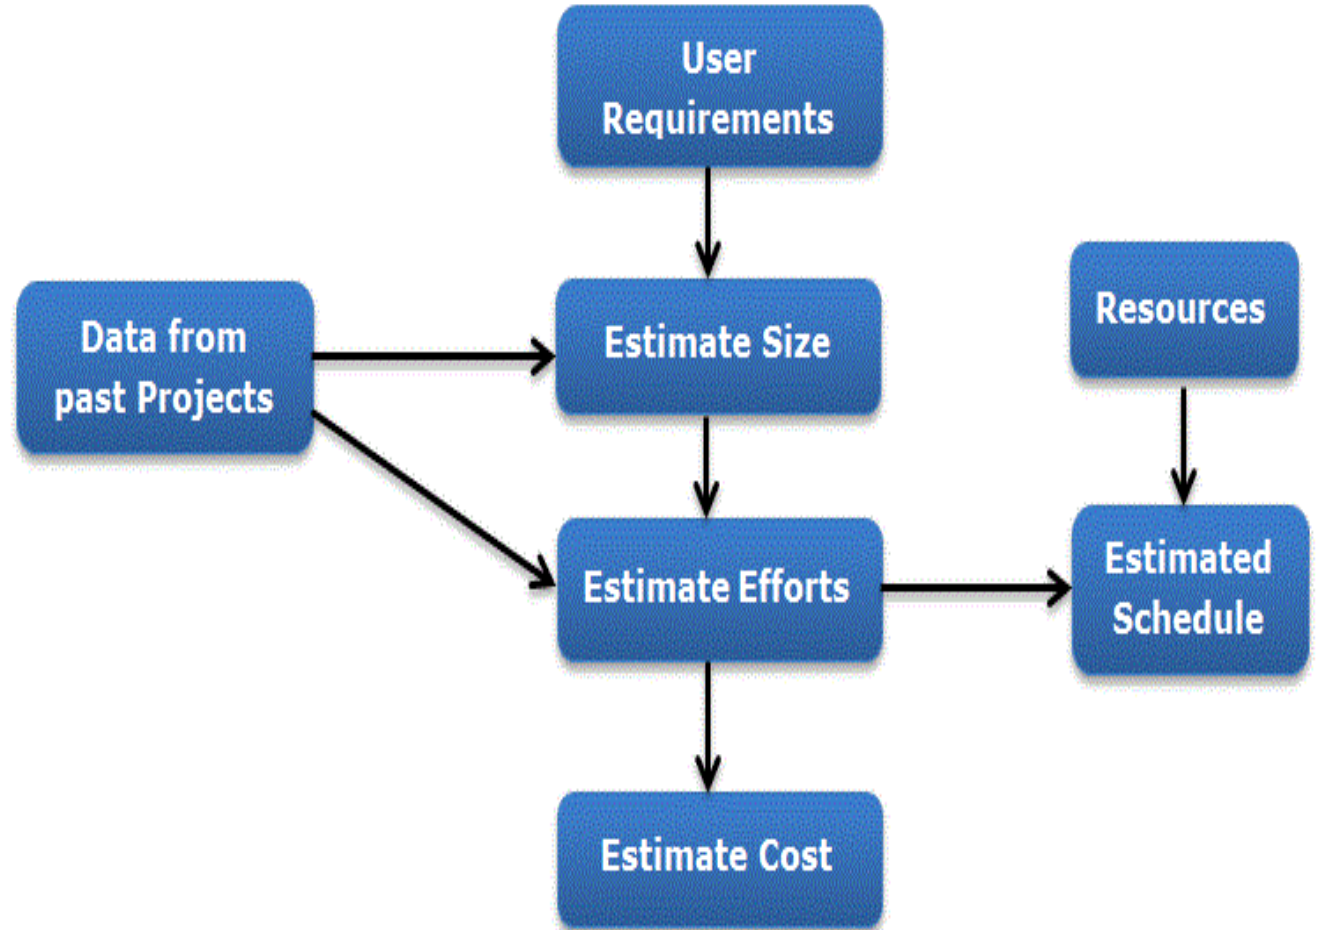 User
Requirements
Data from
past Projects
Estimate Size
Resources
Estimate Efforts
Estimated
Schedule
Estimate Cost